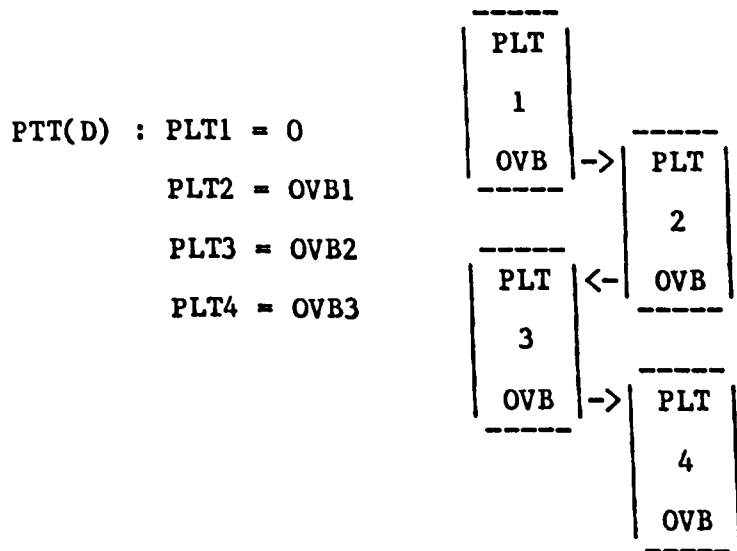 PLT
1
PTT(D) : PLT1 = 0
OVB -> PLT
PLT2 = OVB1
2
PLT3 = OVB2
PLT <- OVB
PLT4 = OVB3
3
OVB -> PLT
4
OVB